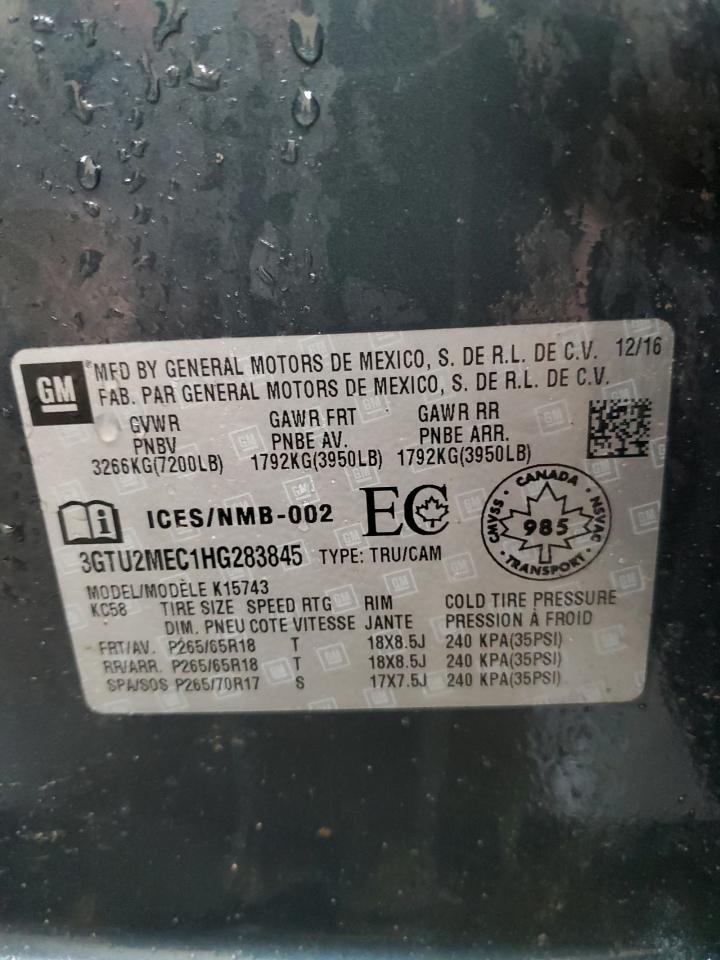 GM
MFD BY GENERAL MOTORS DE MEXICO, S. DE R.L. DE C.V. 12/16
FAB. PAR GENERAL MOTORS DE MEXICO, S. DE R.L. DE C.V.
GVWR GAWR FRT GAWR RR
PNBV PNBE AV. PNBE ARR.
3266KG(7200LB) 1792KG(3950LB) 1792KG(3950LB)
ICES/NMB-002 EC
CANADA
CMVSS 985 NSVAC
TRANSPORT
3GTU2MEC1HG283845 TYPE: TRU/CAM
MODEL/MODÈLE K15743
KC58 TIRE SIZE SPEED RTG RIM COLD TIRE PRESSURE
DIM. PNEU COTE VITESSE JANTE PRESSION À FROID
FRT/AV. P265/65R18 T 18X8.5J 240 KPA(35PSI)
RR/ARR. P265/65R18 T 18X8.5J 240 KPA(35PSI)
SPA/SOS P265/70R17 S 17X7.5J 240 KPA(35PSI)